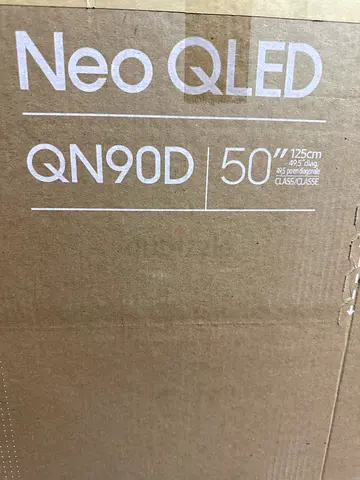 Neo QLED
QN90D
50" 125cm
49.5" diag.
49,5 po en diagonale
CLASS/CLASSE